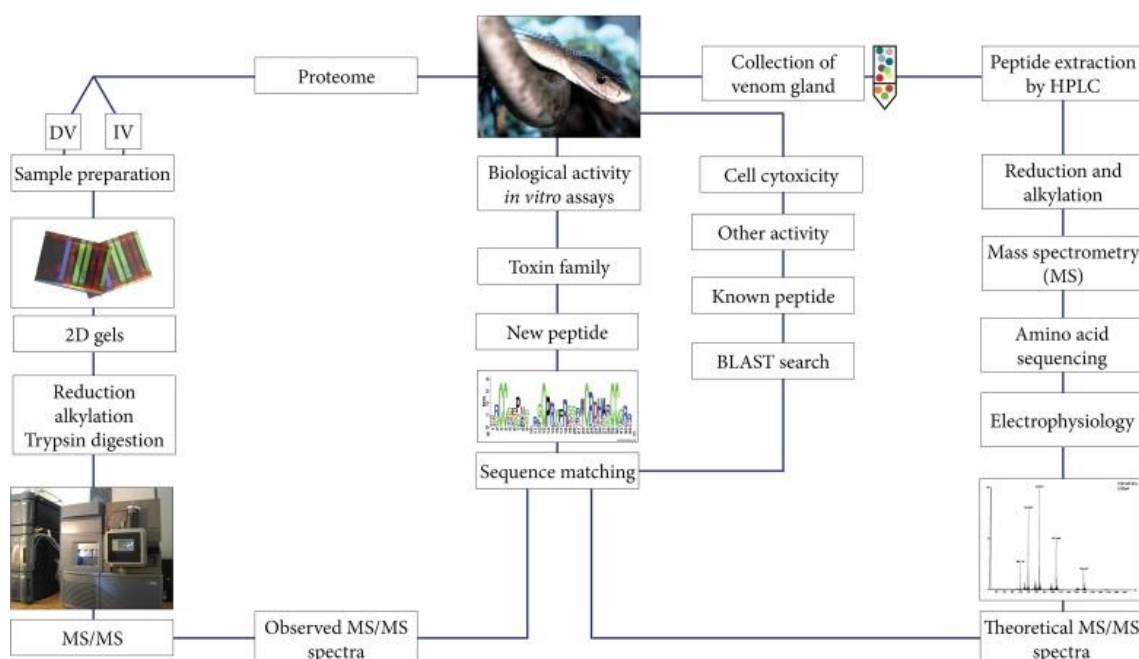 Proteome
DV
IV
Sample preparation
2D gels
Reduction
alkylation
Trypsin digestion
MS/MS
Observed MS/MS
spectra
Biological activity
in vitro assays
Toxin family
New peptide
Sequence matching
Collection of
venom gland
Cell cytoxicity
Other activity
Known peptide
BLAST search
Peptide extraction
by HPLC
Reduction and
alkylation
Mass spectrometry
(MS)
Amino acid
sequencing
Electrophysiology
Theoretical MS/MS
spectra